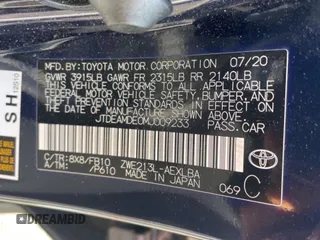 MFD.BY:TOYOTA MOTOR CORPORATION 07/20
GVWR 3915LB GAWR FR 2315LB RR 2140LB
THIS VEHICLE CONFORMS TO ALL APPLICABLE
FEDERAL MOTOR VEHICLE SAFETY, BUMPER, AND
THEFT PREVENTION STANDARDS IN EFFECT ON
THE DATE OF MANUFACTURE SHOWN ABOVE.
PASS. CAR
C/TR:8X8/FB10 ZWE213L-AEXLBA
A/TM: /P610 MADE IN JAPAN
069 C
TOYOTA
SH
12510